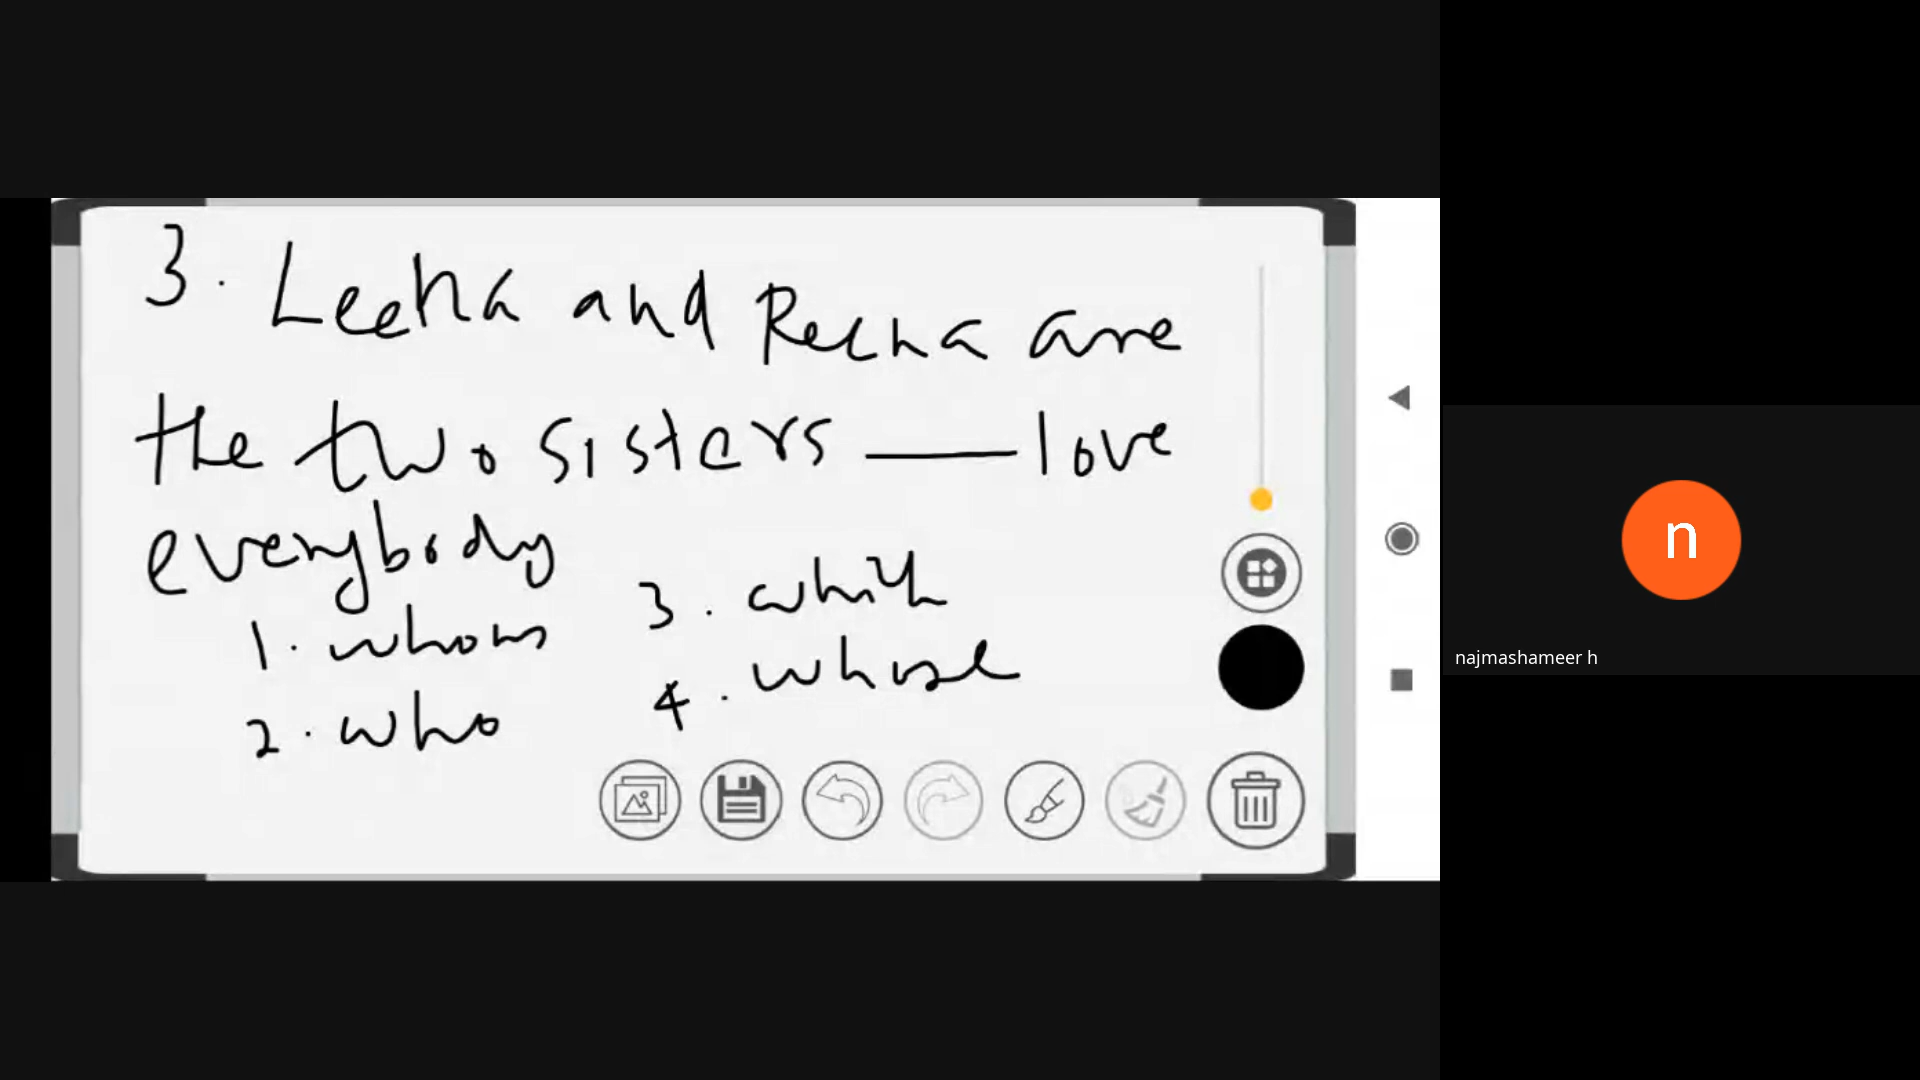 3. Leena and Reena are
the two sisters ___ love
everybody
1. whom
2. who
3. which
4. whose
n
najmashameer h